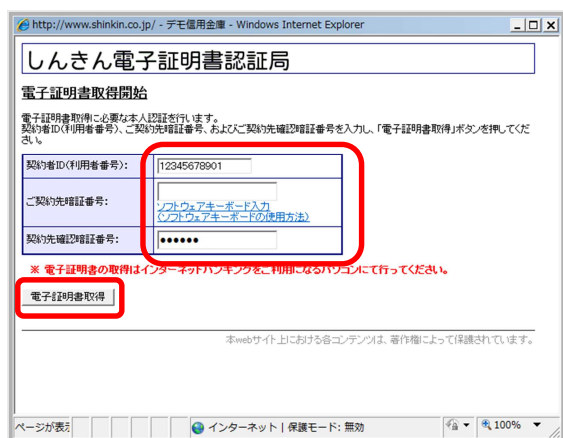 http://www.shinkin.co.jp/ - デモ信用金庫 - Windows Internet Explorer
しんきん電子証明書認証局
電子証明書取得開始
電子証明書取得に必要な本人認証を行います。
契約者ID(利用者番号)、ご契約先暗証番号、およびご契約先確認暗証番号を入力し、「電子証明書取得」ボタンを押してくだ
さい。
契約者ID(利用者番号): 12345678901
ご契約先暗証番号:
ソフトウェアキーボード入力
(ソフトウェアキーボードの使用方法)
契約先確認暗証番号: ●●●●●●
※ 電子証明書の取得はインターネットバンキングをご利用になるパソコンにて行ってください。
電子証明書取得
本webサイト上における各コンテンツは、著作権によって保護されています。
ページが表示 インターネット | 保護モード: 無効 100%